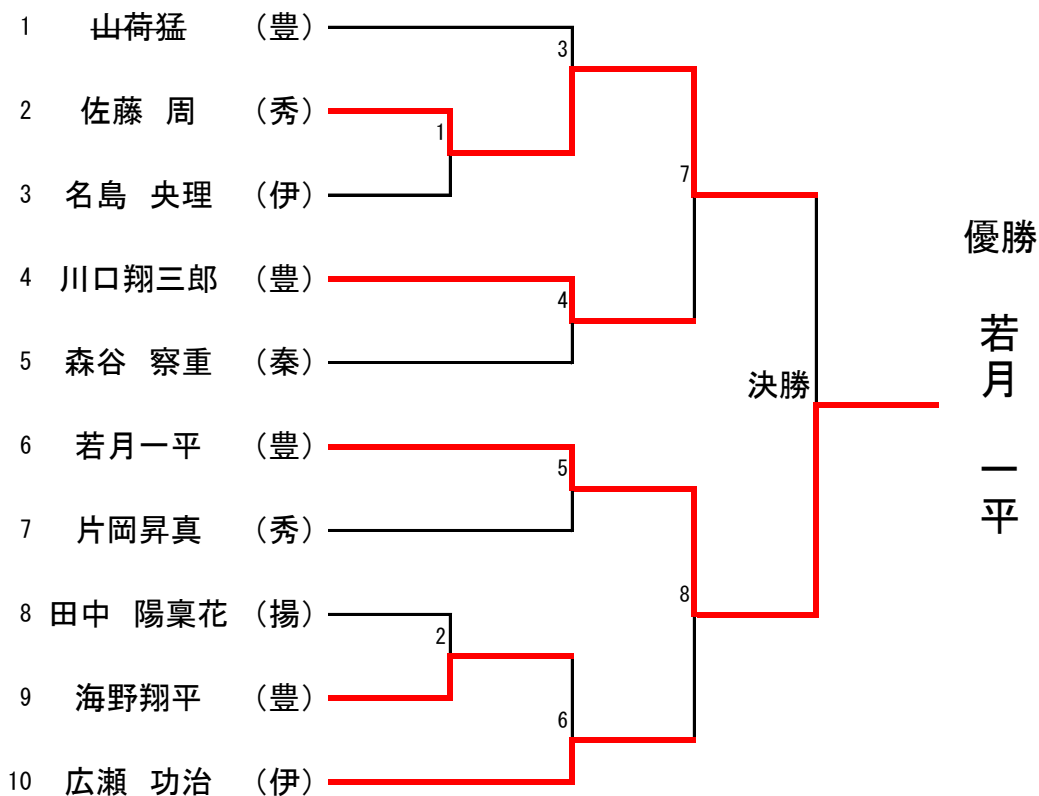 1 山荷猛 (豊)
2 佐藤 周 (秀)
3 名島 央理 (伊)
4 川口翔三郎 (豊)
5 森谷 察重 (秦)
6 若月一平 (豊)
7 片岡昇真 (秀)
8 田中 陽稟花 (揚)
9 海野翔平 (豊)
10 広瀬 功治 (伊)
1
2
3
4
5
6
7
8
決勝
優勝
若月 一平